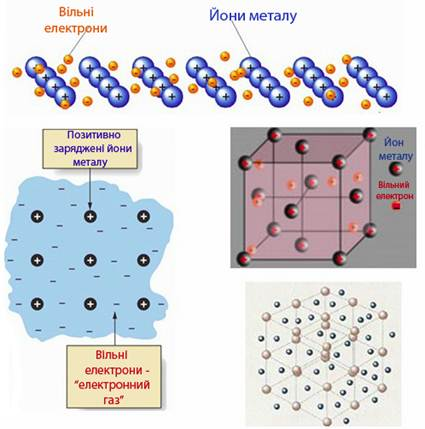 Вільні
електрони
Йони металу
Позитивно
заряджені йони
металу
Йон
металу
Вільний
електрон
Вільні
електрони -
"електронний
газ"